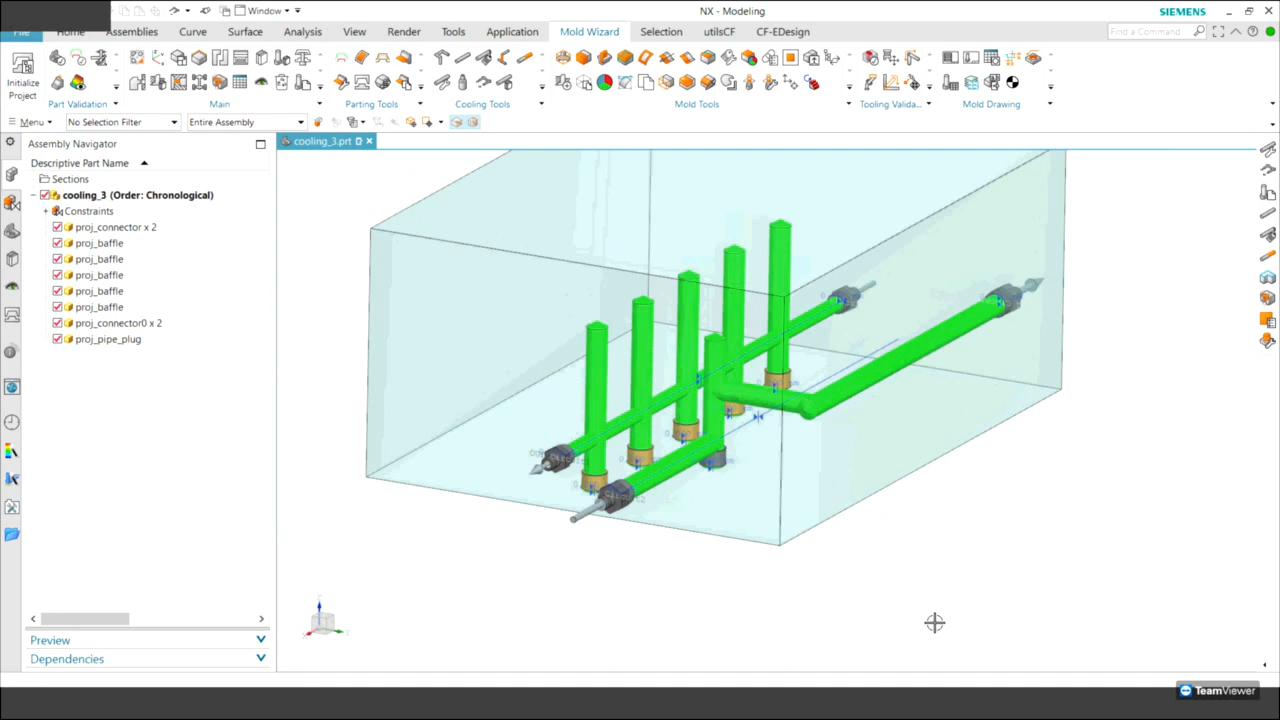 Window
NX - Modeling
SIEMENS
File
Home
Assemblies
Curve
Surface
Analysis
View
Render
Tools
Application
Mold Wizard
Selection
utilsCF
CF-EDesign
Find a Command
Initialize
Project
Part Validation
Main
Parting Tools
Cooling Tools
Mold Tools
Tooling Valida...
Mold Drawing
Menu
No Selection Filter
Entire Assembly
Assembly Navigator
cooling_3.prt
Descriptive Part Name
Sections
cooling_3 (Order: Chronological)
Constraints
proj_connector x 2
proj_baffle
proj_baffle
proj_baffle
proj_baffle
proj_baffle
proj_connector0 x 2
proj_pipe_plug
Preview
Dependencies
TeamViewer